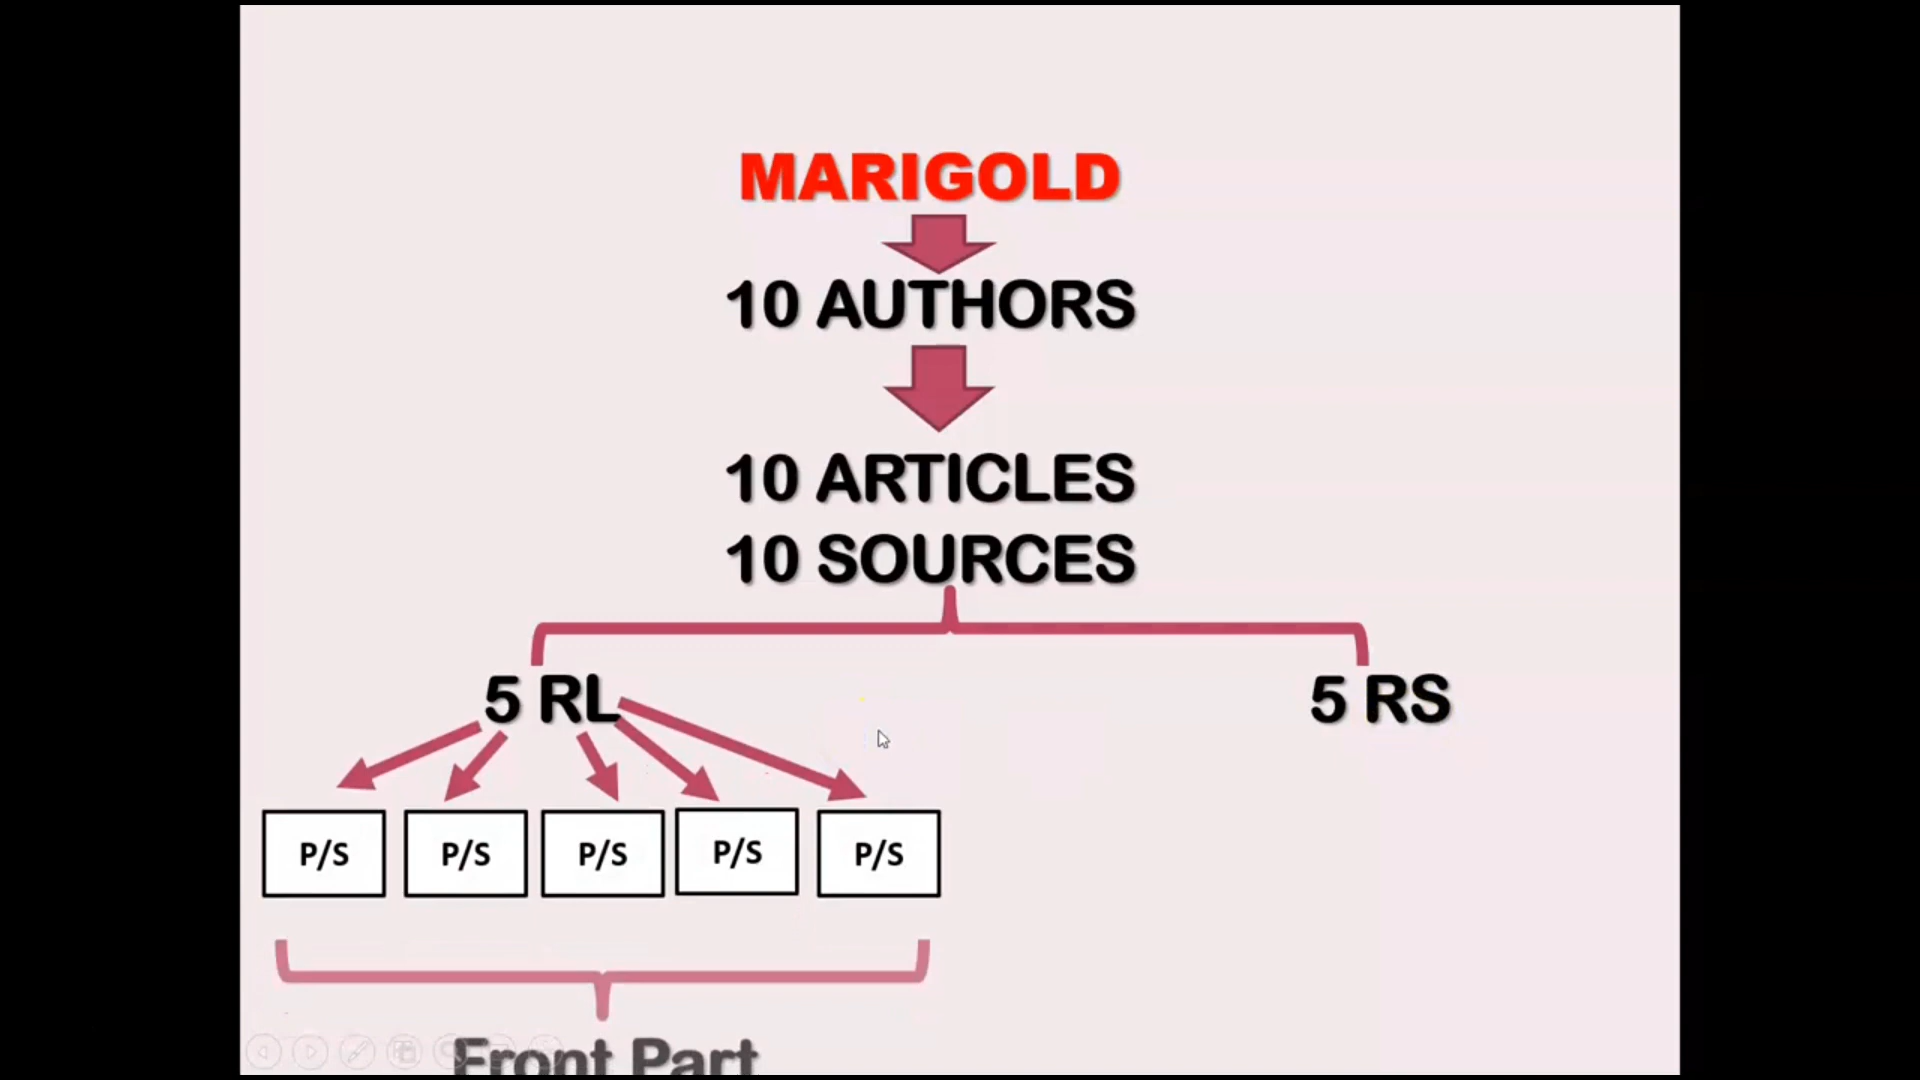 MARIGOLD
10 AUTHORS
10 ARTICLES
10 SOURCES
5 RL
5 RS
P/S P/S P/S P/S P/S
Front Part